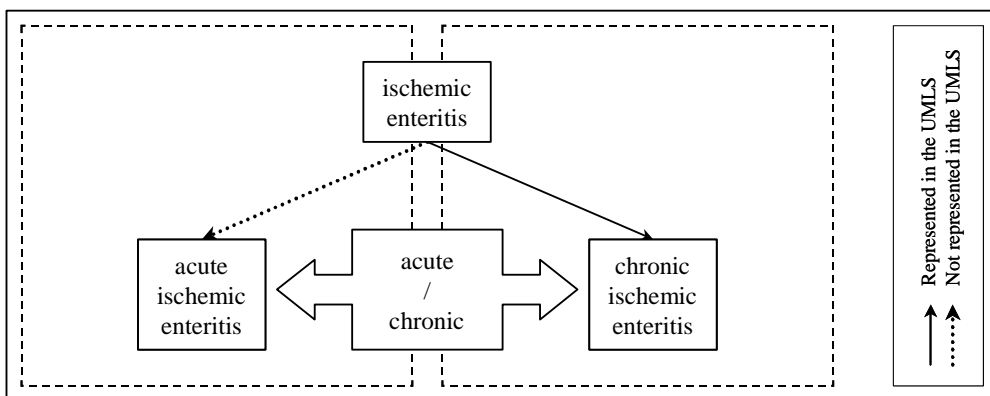 ischemic
enteritis
acute
ischemic
enteritis
acute
/
chronic
chronic
ischemic
enteritis
Represented in the UMLS
Not represented in the UMLS